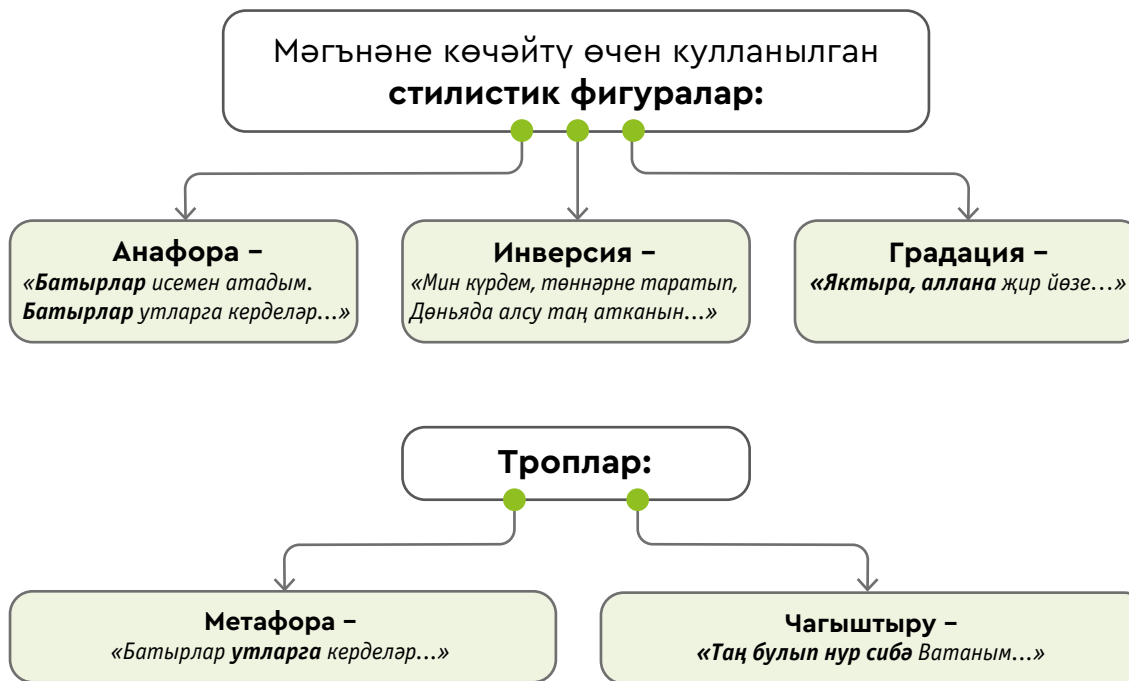 Мәгънәне көчәйтү өчен кулланылган
стилистик фигуралар:
Анафора –
«Батырлар исемен атадым.
Батырлар утларга керделәр...»
Инверсия –
«Мин күрдем, төннәрне таратып,
Дөньяда алсу таң атканын...»
Градация –
«Яктыра, аллана җир йөзе...»
Троплар:
Метафора –
«Батырлар утларга керделәр...»
Чагыштыру –
«Таң булып нур сибә Ватаным...»